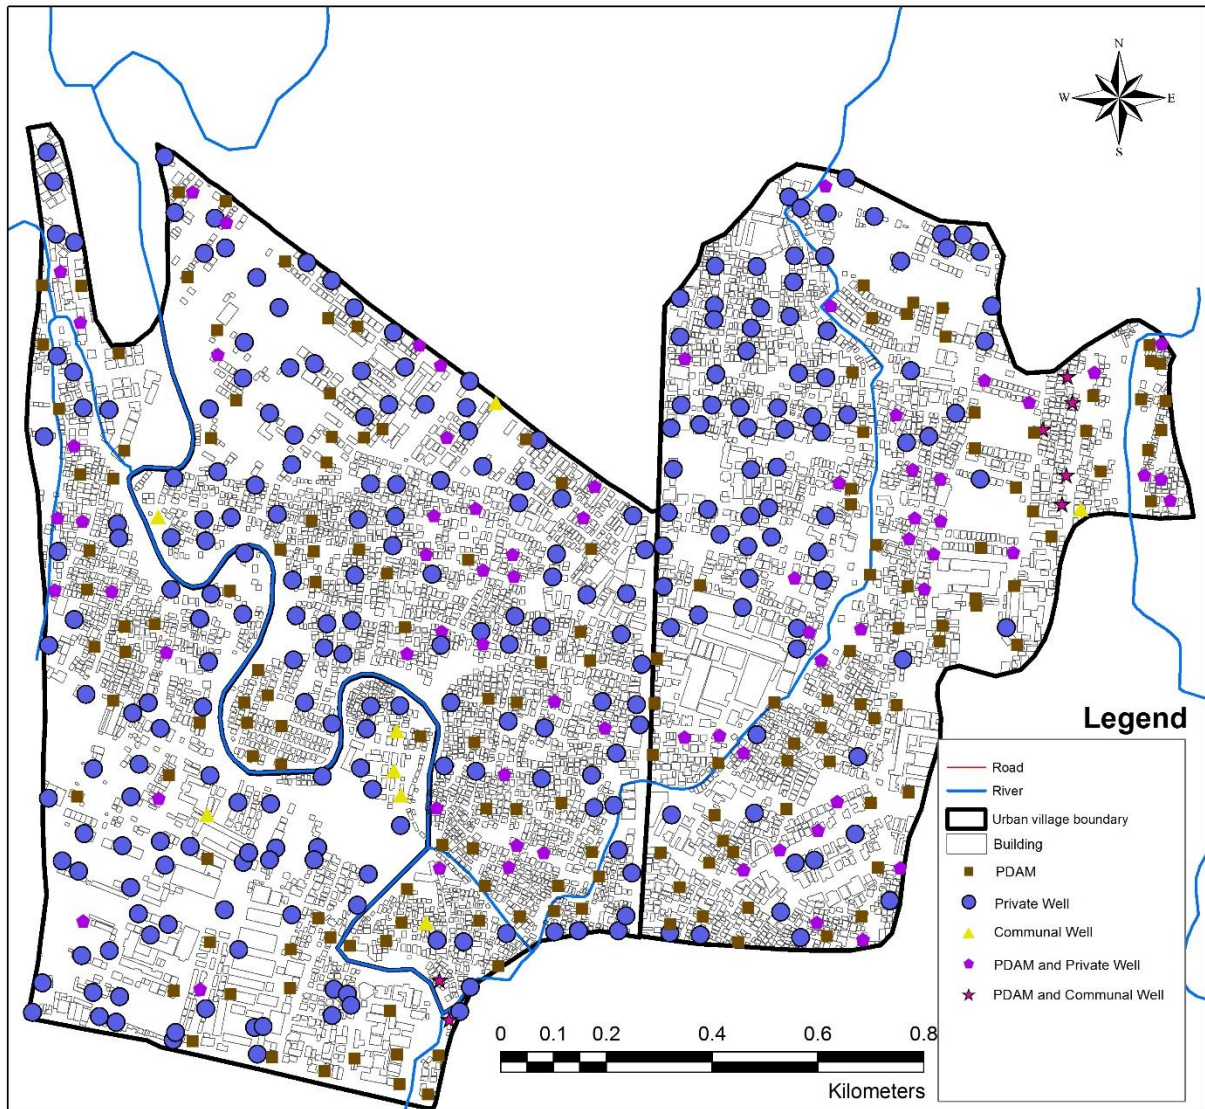 N
W E
S
Legend
Road
River
Urban village boundary
Building
PDAM
Private Well
Communal Well
PDAM and Private Well
PDAM and Communal Well
0 0.1 0.2 0.4 0.6 0.8
Kilometers